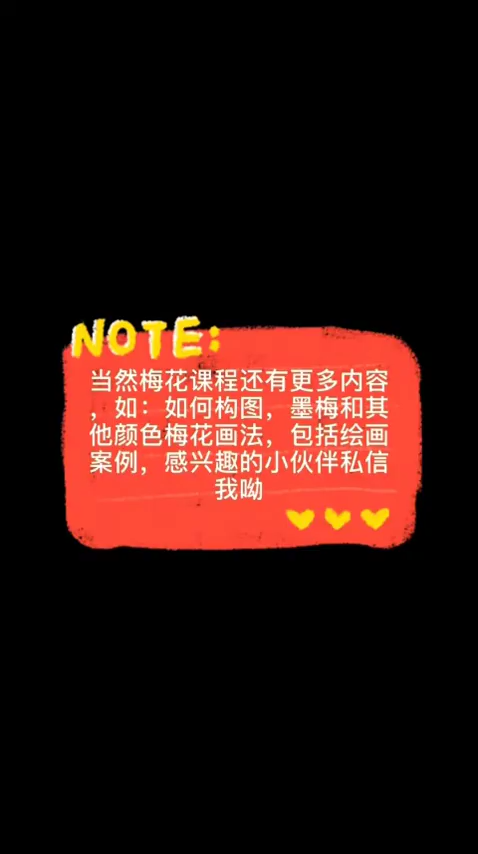 NOTE:
当然梅花课程还有更多内容
，如：如何构图，墨梅和其
他颜色梅花画法，包括绘画
案例，感兴趣的小伙伴私信
我呦